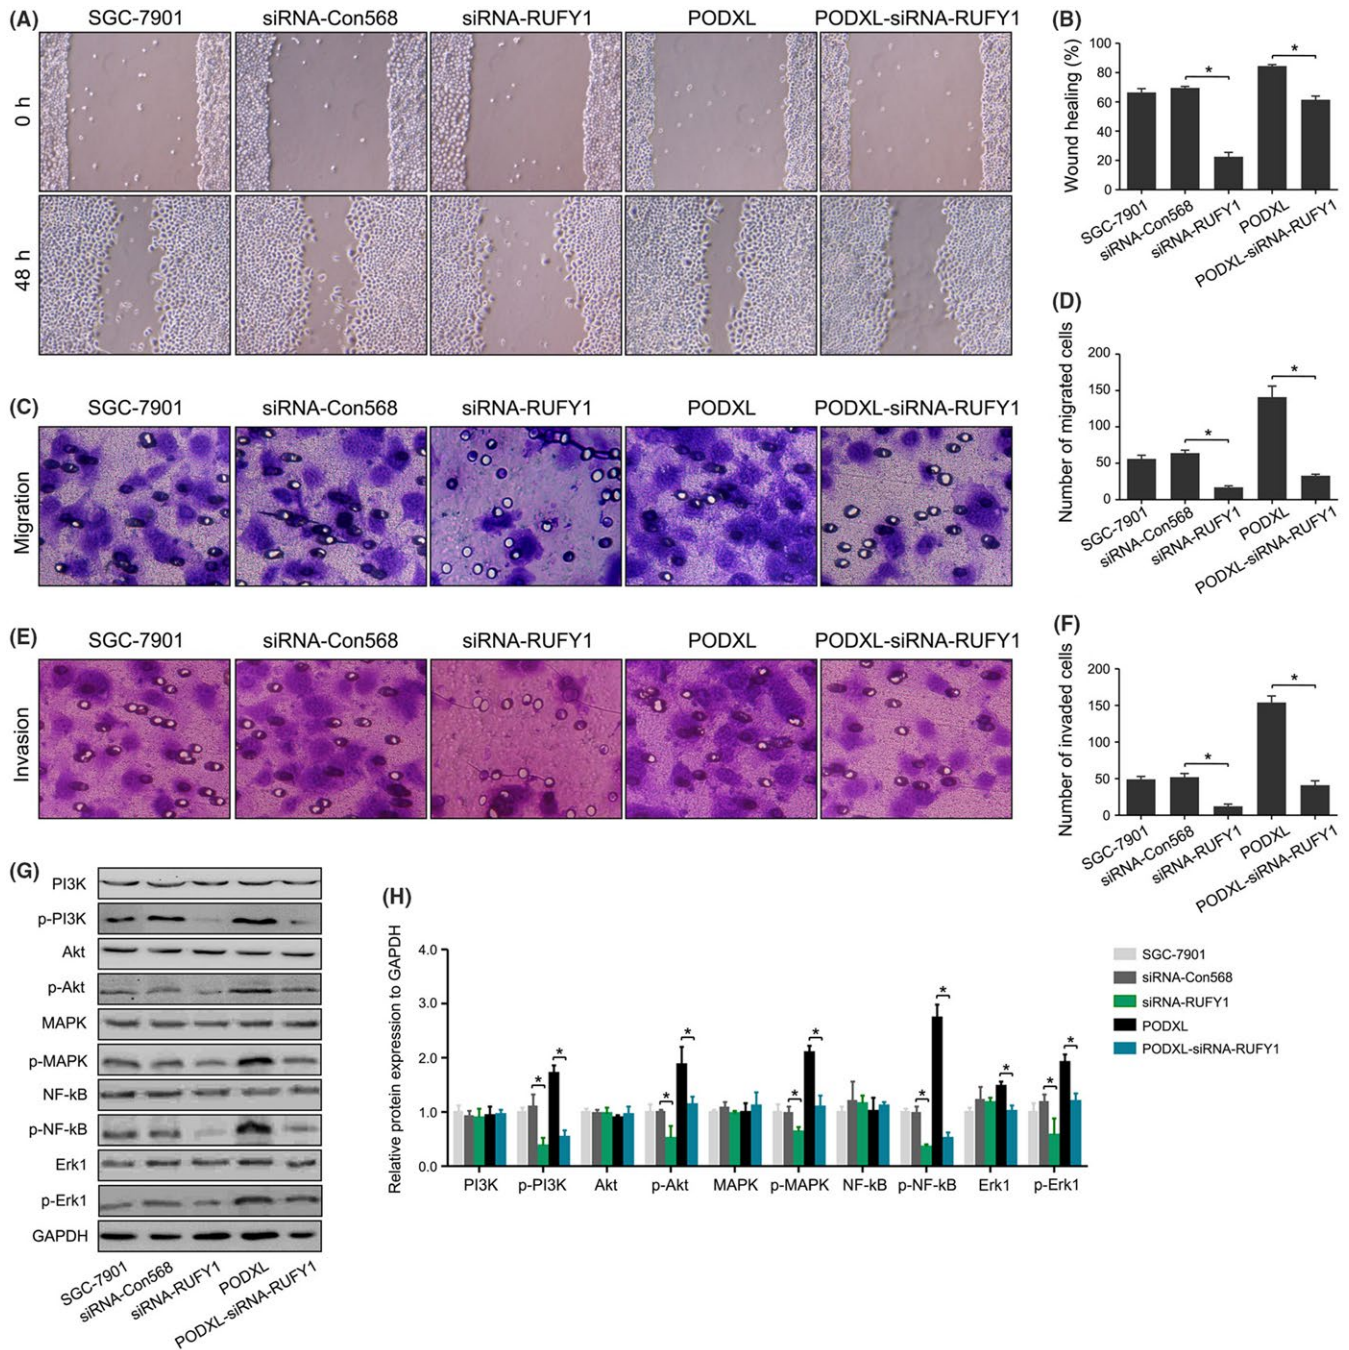 (A)
SGC-7901 siRNA-Con568 siRNA-RUFY1 PODXL PODXL-siRNA-RUFY1
0 h
48 h
(B)
Wound healing (%)
100
80
60
40
20
0
SGC-7901
siRNA-Con568
siRNA-RUFY1
PODXL
PODXL-siRNA-RUFY1
*
*
(C)
SGC-7901 siRNA-Con568 siRNA-RUFY1 PODXL PODXL-siRNA-RUFY1
Migration
(D)
Number of migrated cells
200
150
100
50
0
SGC-7901
siRNA-Con568
siRNA-RUFY1
PODXL
PODXL-siRNA-RUFY1
*
*
(E)
SGC-7901 siRNA-Con568 siRNA-RUFY1 PODXL PODXL-siRNA-RUFY1
Invasion
(F)
Number of invaded cells
200
150
100
50
0
SGC-7901
siRNA-Con568
siRNA-RUFY1
PODXL
PODXL-siRNA-RUFY1
*
*
(G)
PI3K
p-PI3K
Akt
p-Akt
MAPK
p-MAPK
NF-kB
p-NF-kB
Erk1
p-Erk1
GAPDH
SGC-7901
siRNA-Con568
siRNA-RUFY1
PODXL
PODXL-siRNA-RUFY1
(H)
Relative protein expression to GAPDH
4.0
3.0
2.0
1.0
0.0
* * * * * * * * * * *
PI3K p-PI3K Akt p-Akt MAPK p-MAPK NF-kB p-NF-kB Erk1 p-Erk1
SGC-7901
siRNA-Con568
siRNA-RUFY1
PODXL
PODXL-siRNA-RUFY1